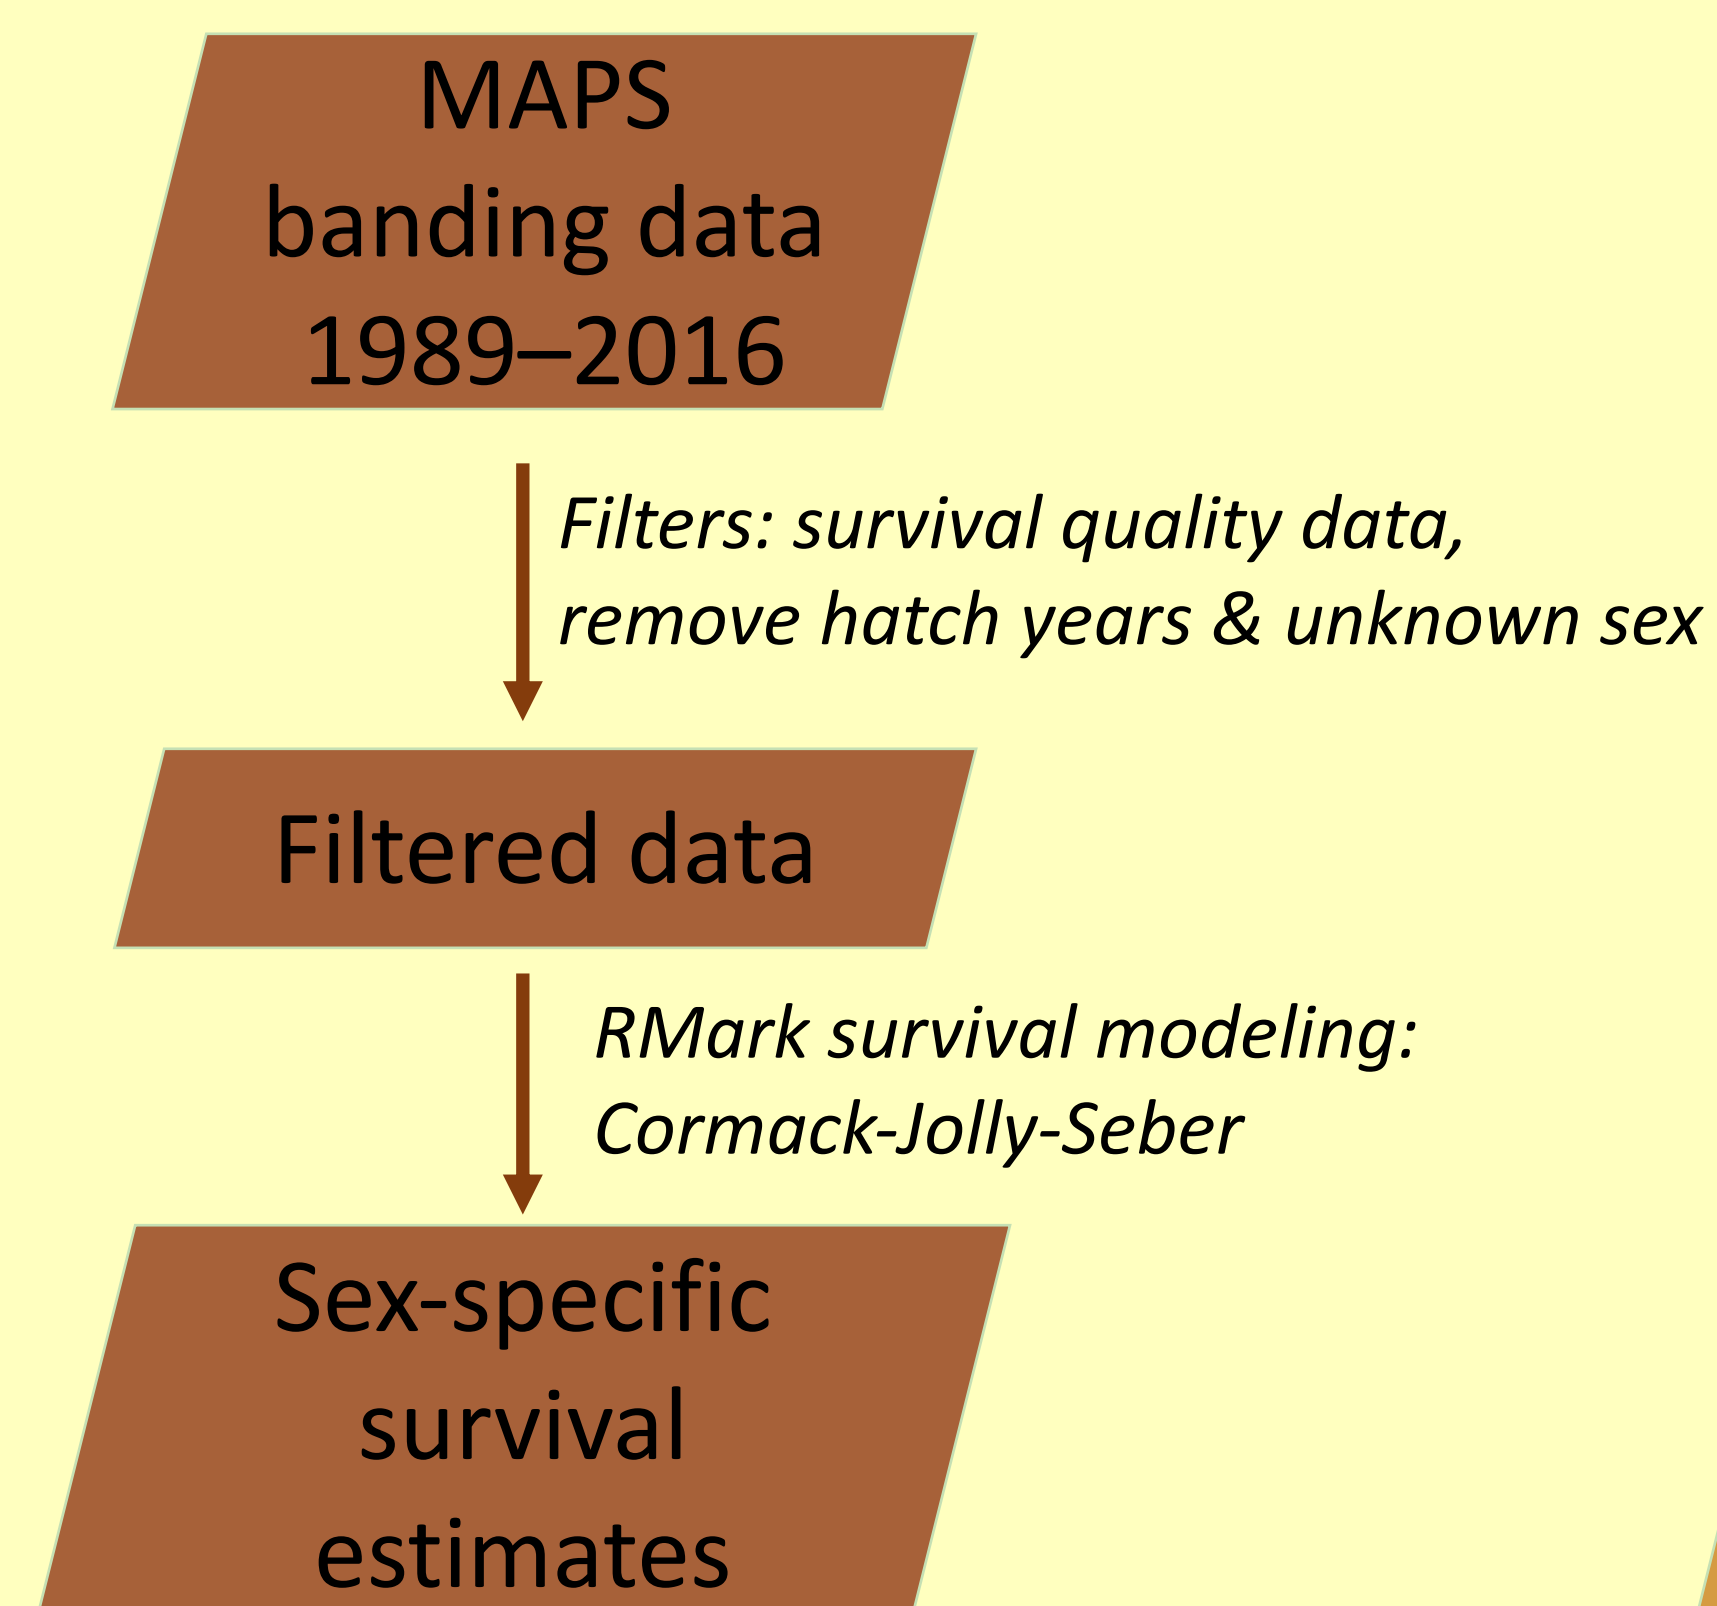 MAPS
banding data
1989–2016
Filters: survival quality data,
remove hatch years & unknown sex
Filtered data
RMark survival modeling:
Cormack-Jolly-Seber
Sex-specific
survival
estimates